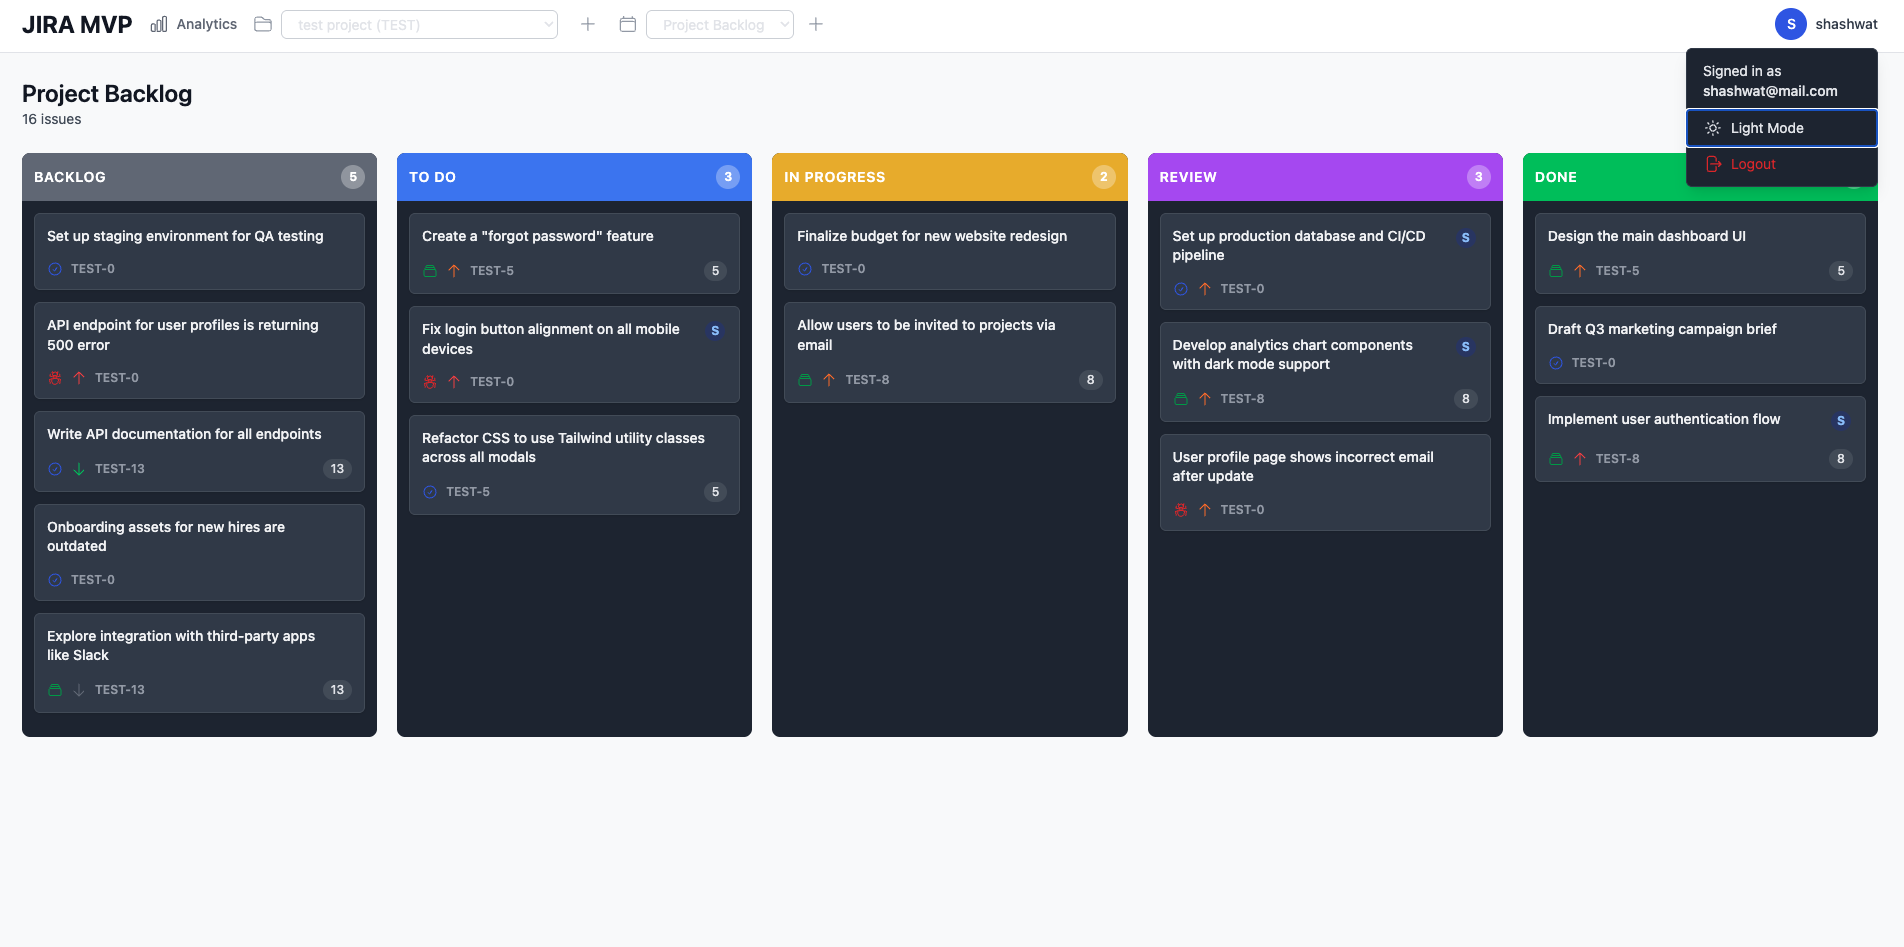 JIRA MVP
Analytics
test project (TEST)
Project Backlog
S
shashwat
Signed in as
shashwat@mail.com
Light Mode
Logout
Project Backlog
16 issues
BACKLOG
5
Set up staging environment for QA testing
TEST-0
API endpoint for user profiles is returning
500 error
TEST-0
Write API documentation for all endpoints
TEST-13
13
Onboarding assets for new hires are
outdated
TEST-0
Explore integration with third-party apps
like Slack
TEST-13
13
TO DO
3
Create a "forgot password" feature
TEST-5
5
Fix login button alignment on all mobile
devices
S
TEST-0
Refactor CSS to use Tailwind utility classes
across all modals
TEST-5
5
IN PROGRESS
2
Finalize budget for new website redesign
TEST-0
Allow users to be invited to projects via
email
TEST-8
8
REVIEW
3
Set up production database and CI/CD
pipeline
S
TEST-0
Develop analytics chart components
with dark mode support
S
TEST-8
8
User profile page shows incorrect email
after update
TEST-0
DONE
Design the main dashboard UI
TEST-5
5
Draft Q3 marketing campaign brief
TEST-0
Implement user authentication flow
S
TEST-8
8